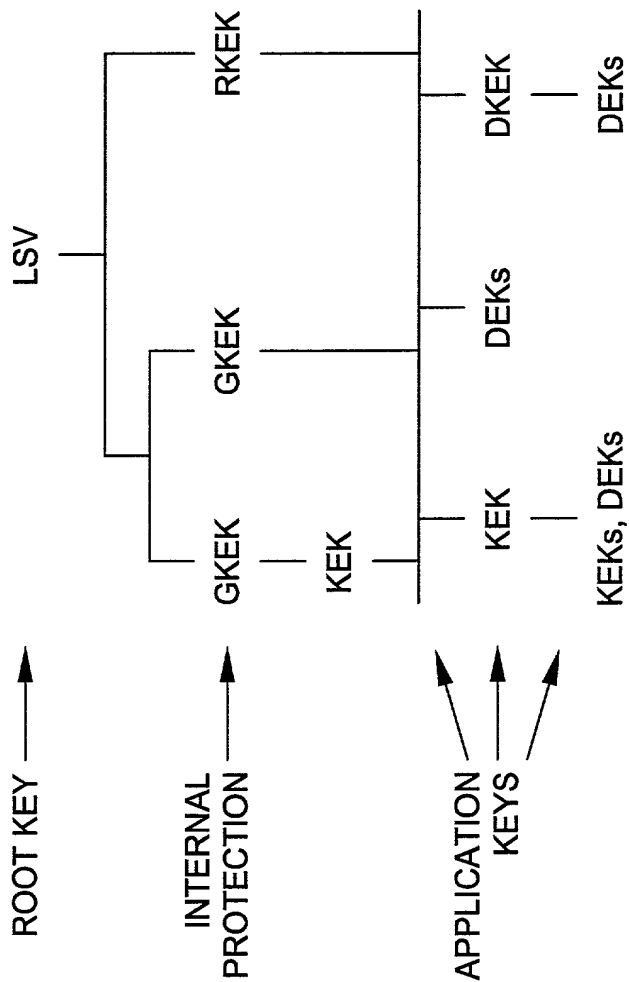 ROOT KEY
LSV
INTERNAL
PROTECTION
GKEK
GKEK
RKEK
KEK
APPLICATION
KEYS
KEK
DEKs
DKEK
KEKs, DEKs
DEKs